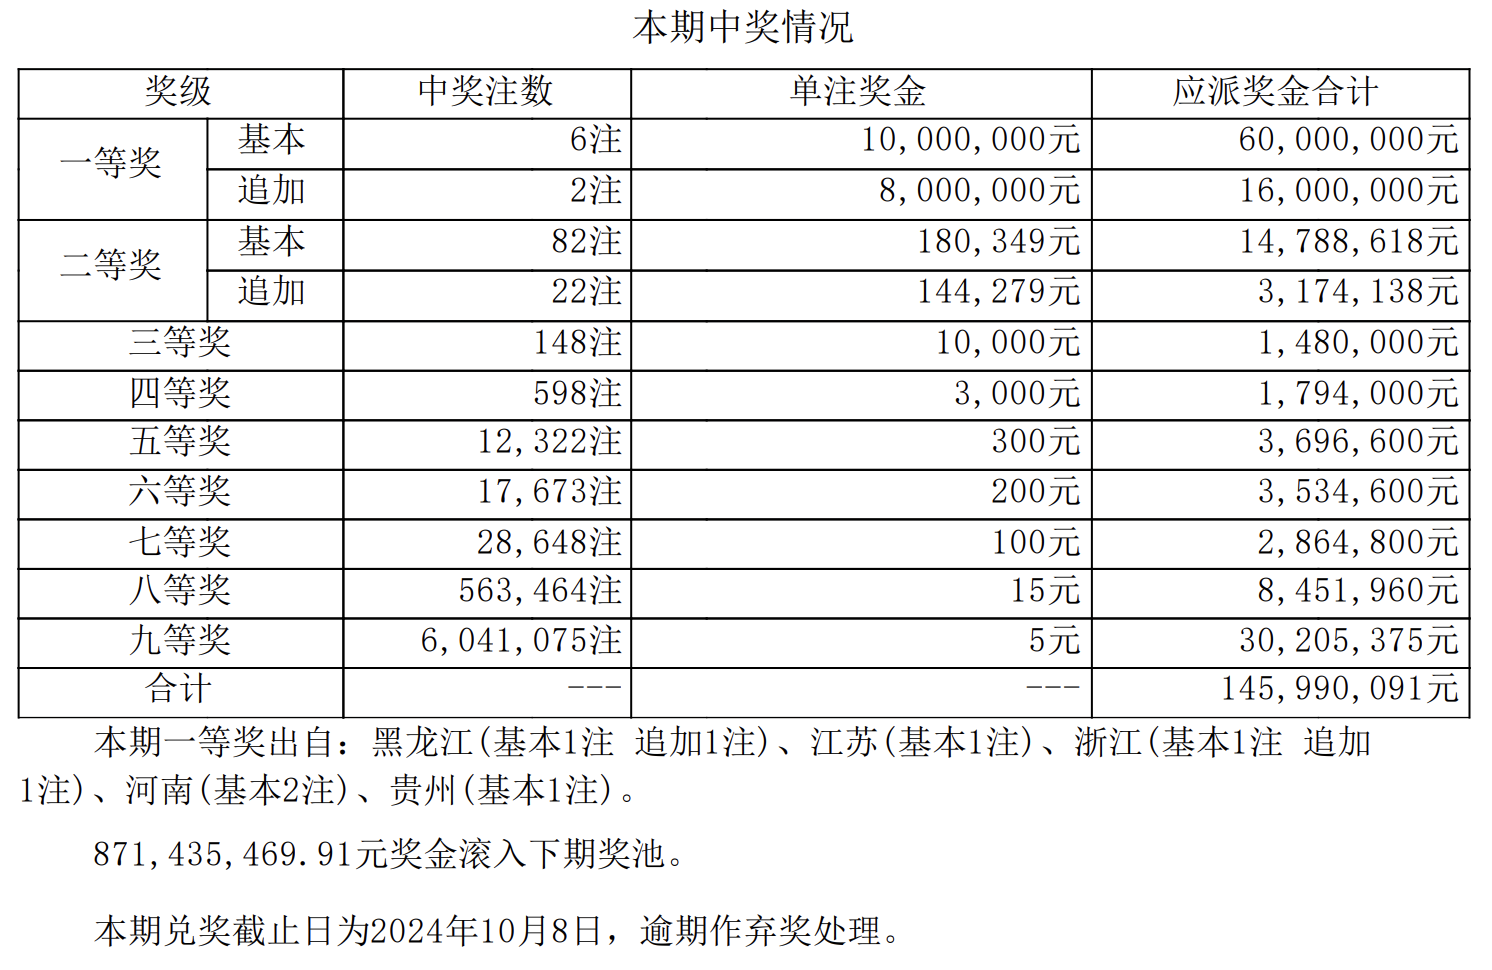 本期中奖情况
奖级 中奖注数 单注奖金 应派奖金合计
一等奖 基本 6注 10,000,000元 60,000,000元
追加 2注 8,000,000元 16,000,000元
二等奖 基本 82注 180,349元 14,788,618元
追加 22注 144,279元 3,174,138元
三等奖 148注 10,000元 1,480,000元
四等奖 598注 3,000元 1,794,000元
五等奖 12,322注 300元 3,696,600元
六等奖 17,673注 200元 3,534,600元
七等奖 28,648注 100元 2,864,800元
八等奖 563,464注 15元 8,451,960元
九等奖 6,041,075注 5元 30,205,375元
合计 --- --- 145,990,091元
本期一等奖出自：黑龙江(基本1注 追加1注)、江苏(基本1注)、浙江(基本1注 追加
1注)、河南(基本2注)、贵州(基本1注)。
871,435,469.91元奖金滚入下期奖池。
本期兑奖截止日为2024年10月8日，逾期作弃奖处理。